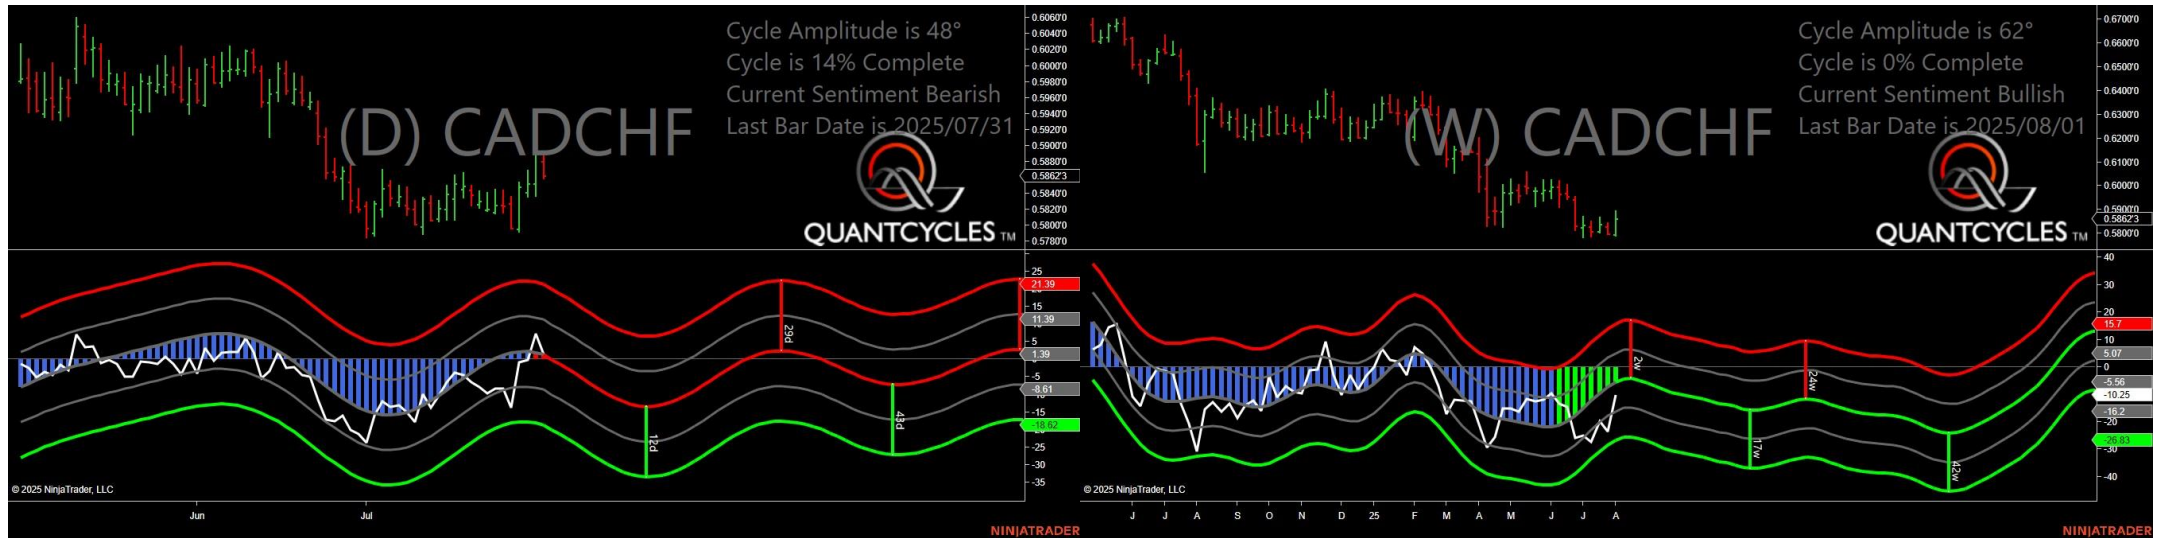 Cycle Amplitude is 48°
Cycle is 14% Complete
Current Sentiment Bearish
Last Bar Date is 2025/07/31
(D) CADCHF
QUANTCYCLES TM
0.6060'0
0.6040'0
0.6020'0
0.6000'0
0.5980'0
0.5960'0
0.5940'0
0.5920'0
0.5900'0
0.5880'0
0.5862'3
0.5840'0
0.5820'0
0.5800'0
0.5780'0
25
21.39
15
11.39
5
1.39
-5
-8.61
-15
-18.62
-25
-30
-35
12d
29d
43d
© 2025 NinjaTrader, LLC
Jun
Jul
NINJATRADER
Cycle Amplitude is 62°
Cycle is 0% Complete
Current Sentiment Bullish
Last Bar Date is 2025/08/01
(W) CADCHF
QUANTCYCLES TM
0.6700'0
0.6600'0
0.6500'0
0.6400'0
0.6300'0
0.6200'0
0.6100'0
0.6000'0
0.5900'0
0.5862'3
0.5800'0
40
30
20
15.7
10
5.07
0
-5.56
-10.25
-16.2
-20
-26.83
-30
-40
2w
17w
24w
42w
© 2025 NinjaTrader, LLC
J J A S O N D 25 F M A M J J A
NINJATRADER